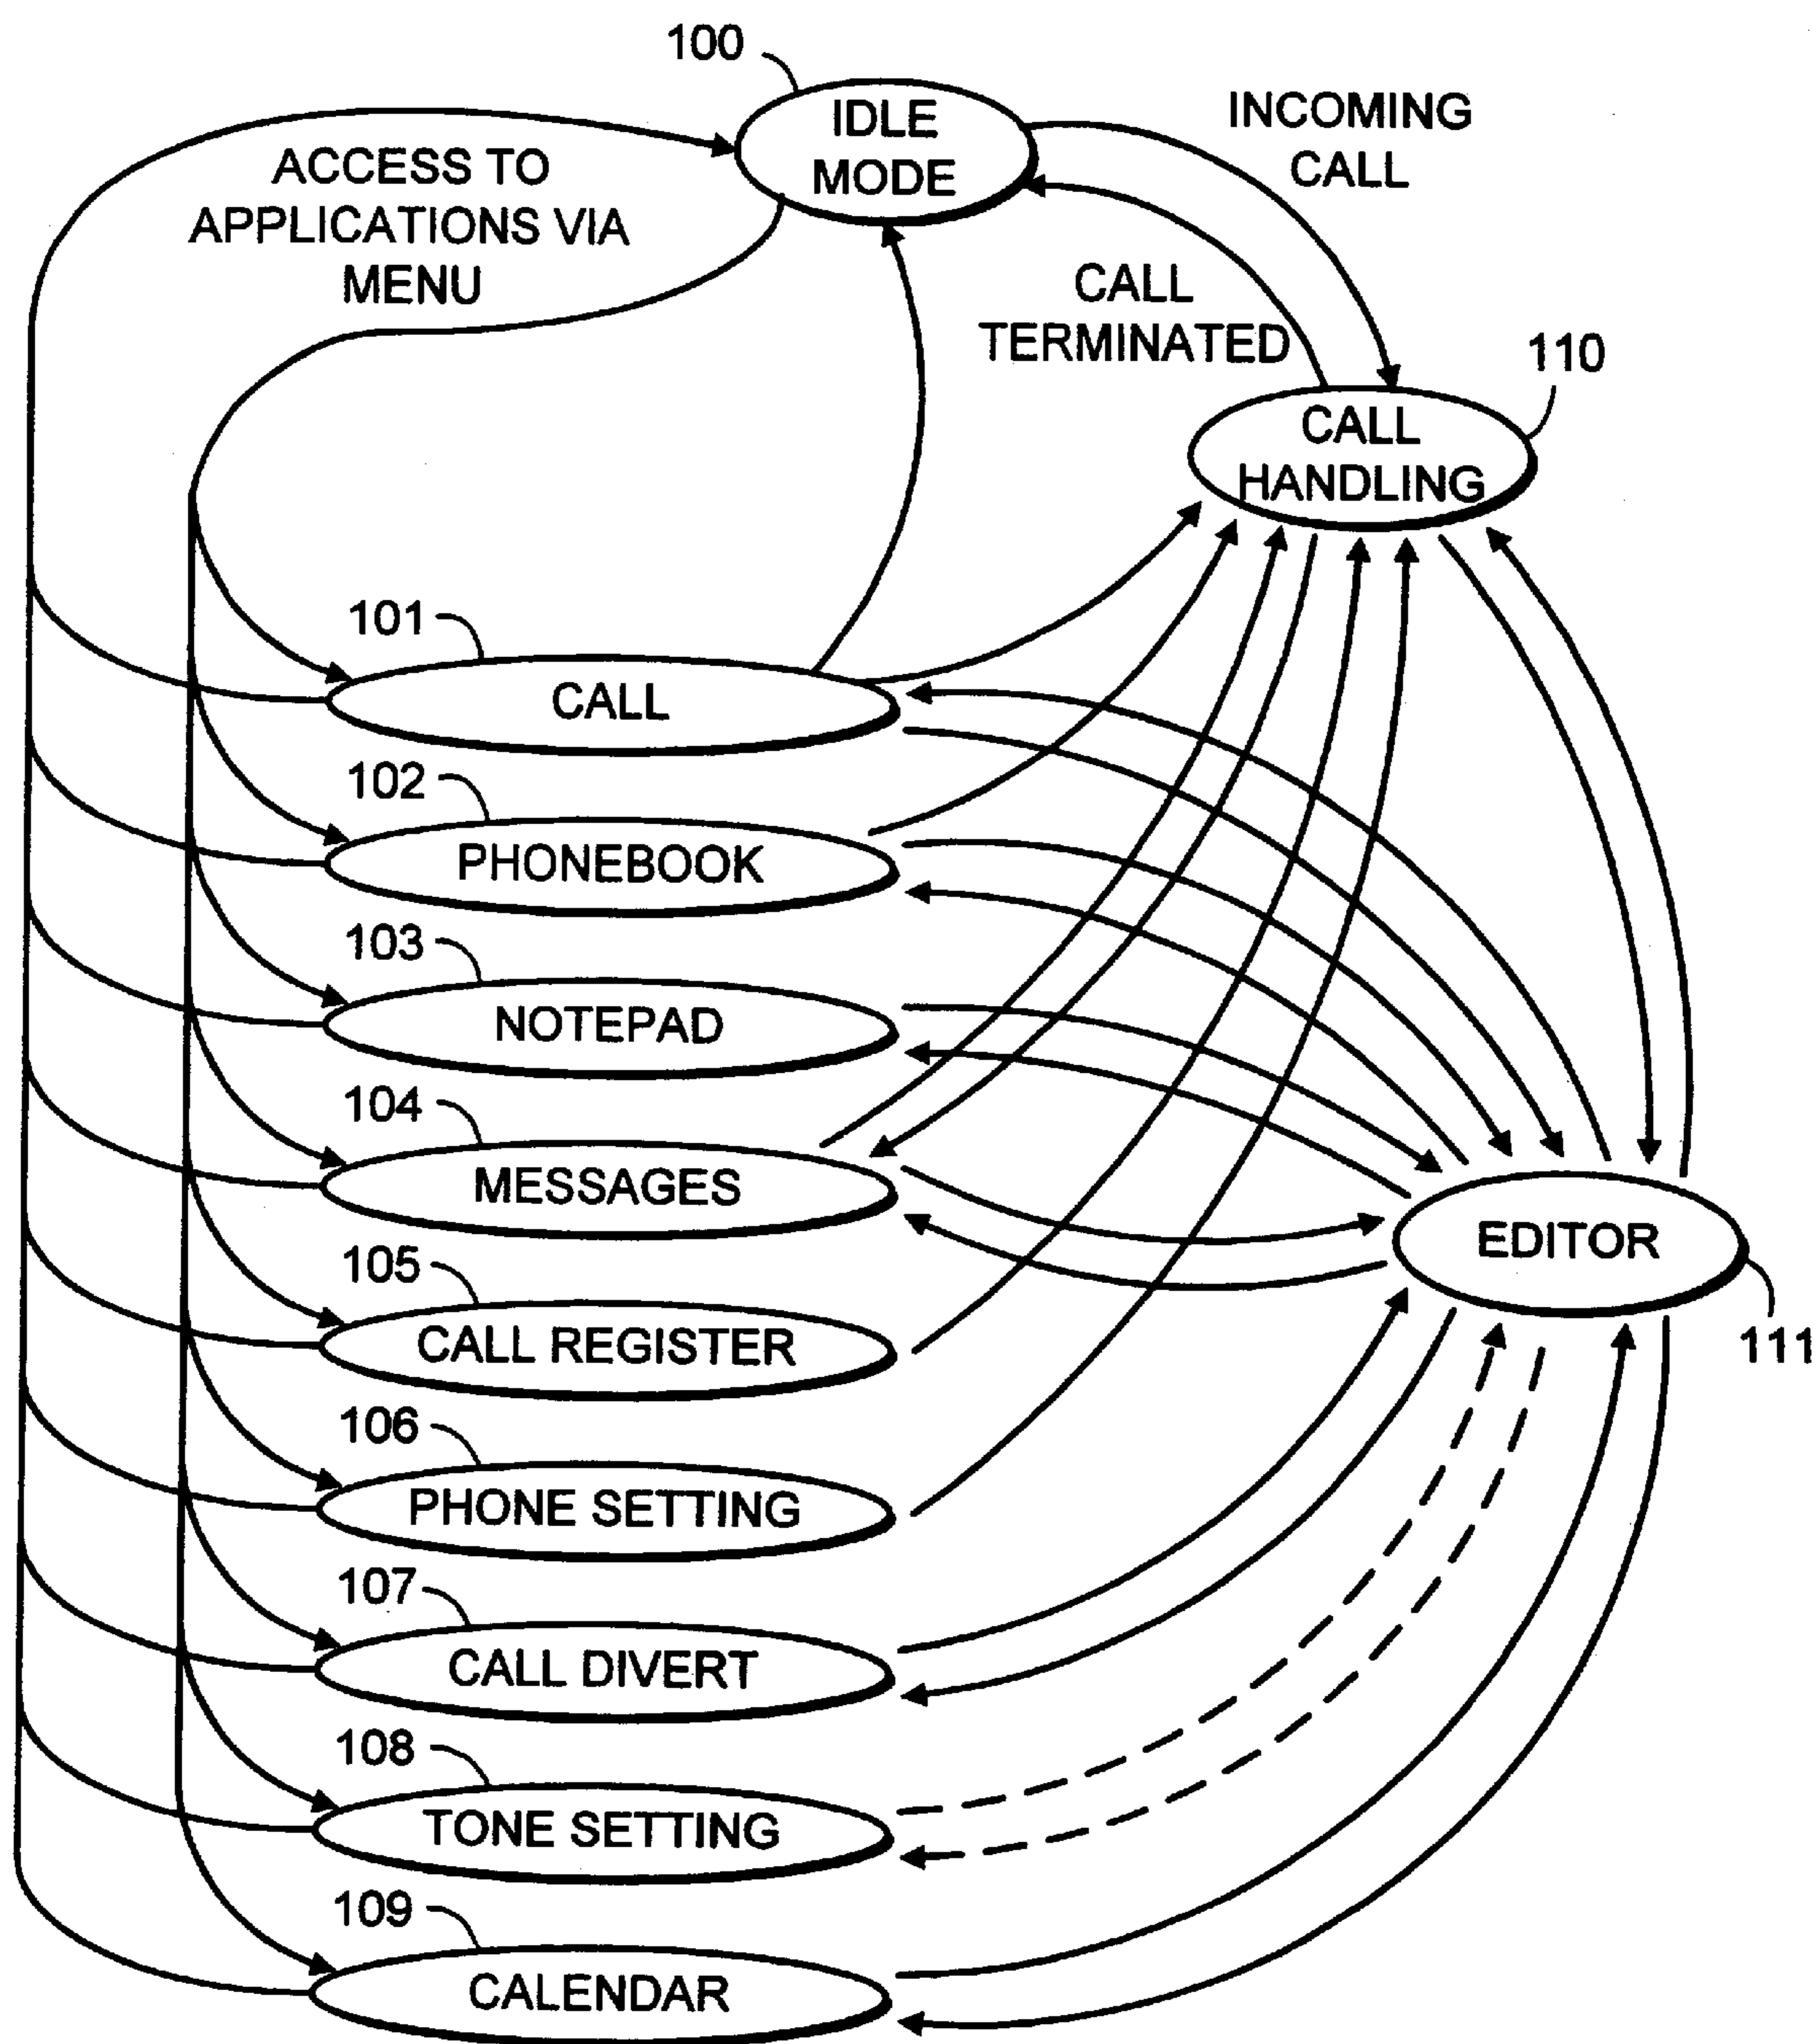 100
IDLE
MODE
INCOMING
CALL
ACCESS TO
APPLICATIONS VIA
MENU
CALL
TERMINATED
110
CALL
HANDLING
101
CALL
102
PHONEBOOK
103
NOTEPAD
104
MESSAGES
EDITOR
111
105
CALL REGISTER
106
PHONE SETTING
107
CALL DIVERT
108
TONE SETTING
109
CALENDAR